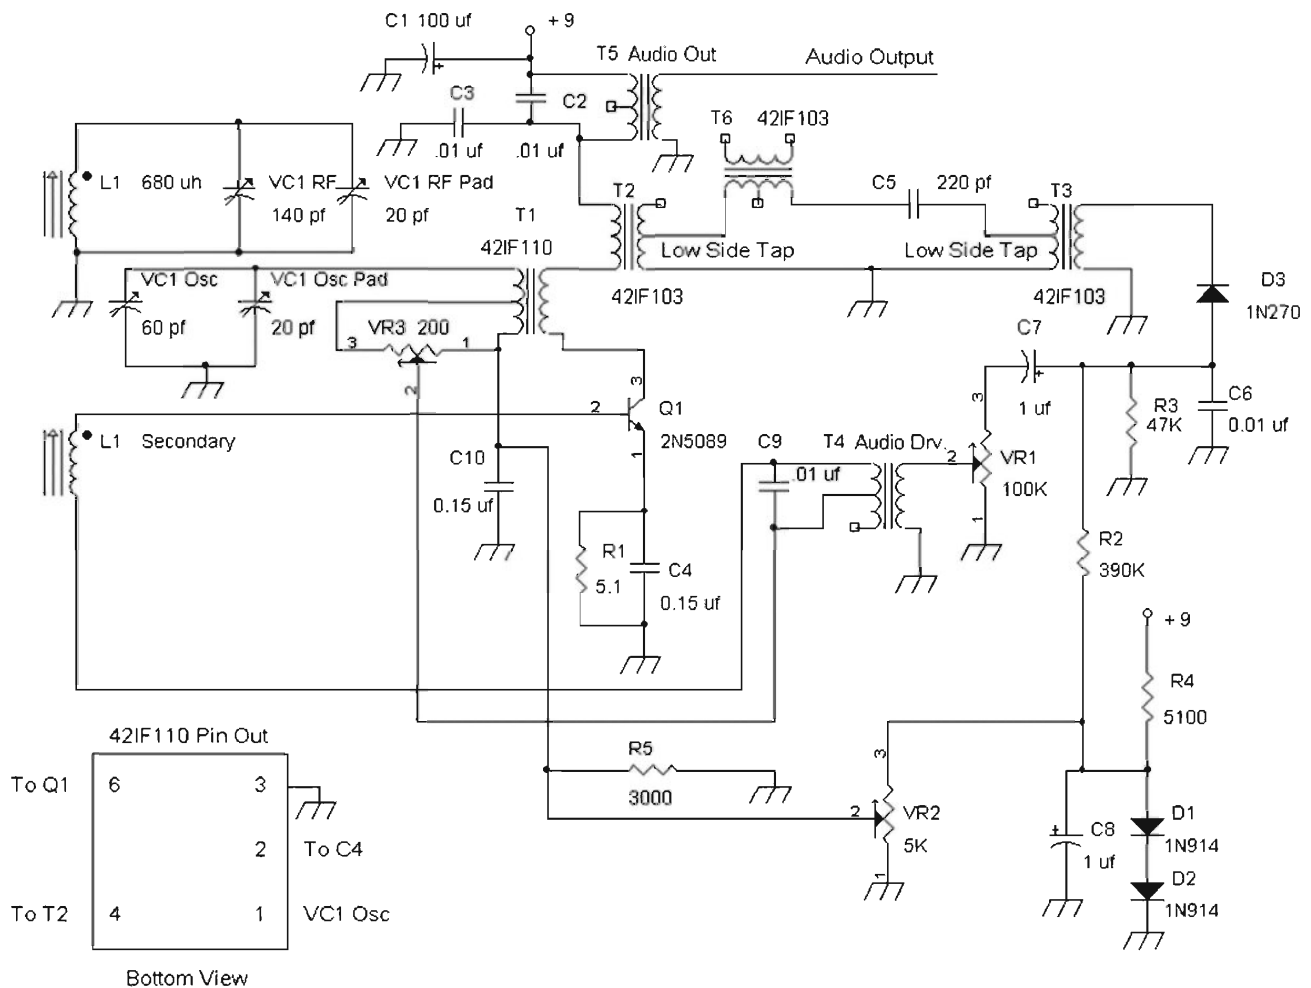 C1 100 uf
+ 9
T5 Audio Out
Audio Output
C3
C2
.01 uf
.01 uf
T6 42IF103
L1 680 uh
VC1 RF
140 pf
VC1 RF Pad
20 pf
T2
C5 220 pf
T3
T1
42IF110
Low Side Tap
Low Side Tap
VC1 Osc
60 pf
VC1 Osc Pad
20 pf
42IF103
42IF103
D3
1N270
VR3 200
3
1
2
C7
+
1 uf
3
2
Q1
2N5089
3
1
R3
47K
C6
0.01 uf
L1 Secondary
C10
0.15 uf
C9
.01 uf
T4 Audio Drv.
2
VR1
100K
1
R1
5.1
C4
0.15 uf
R2
390K
+ 9
R4
5100
42IF110 Pin Out
R5
3000
3
2
VR2
5K
1
To Q1
6
3
2
To C4
To T2
4
1
VC1 Osc
+
C8
1 uf
D1
1N914
D2
1N914
Bottom View